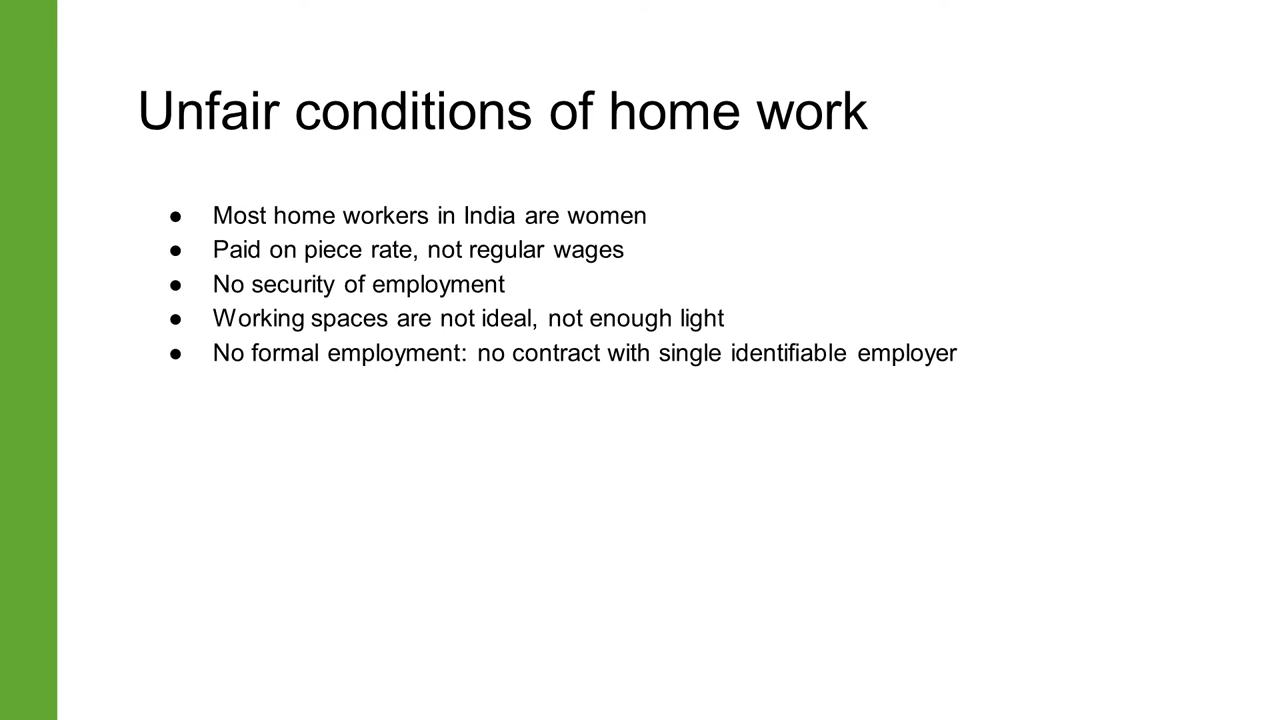 Unfair conditions of home work
● Most home workers in India are women
● Paid on piece rate, not regular wages
● No security of employment
● Working spaces are not ideal, not enough light
● No formal employment: no contract with single identifiable employer